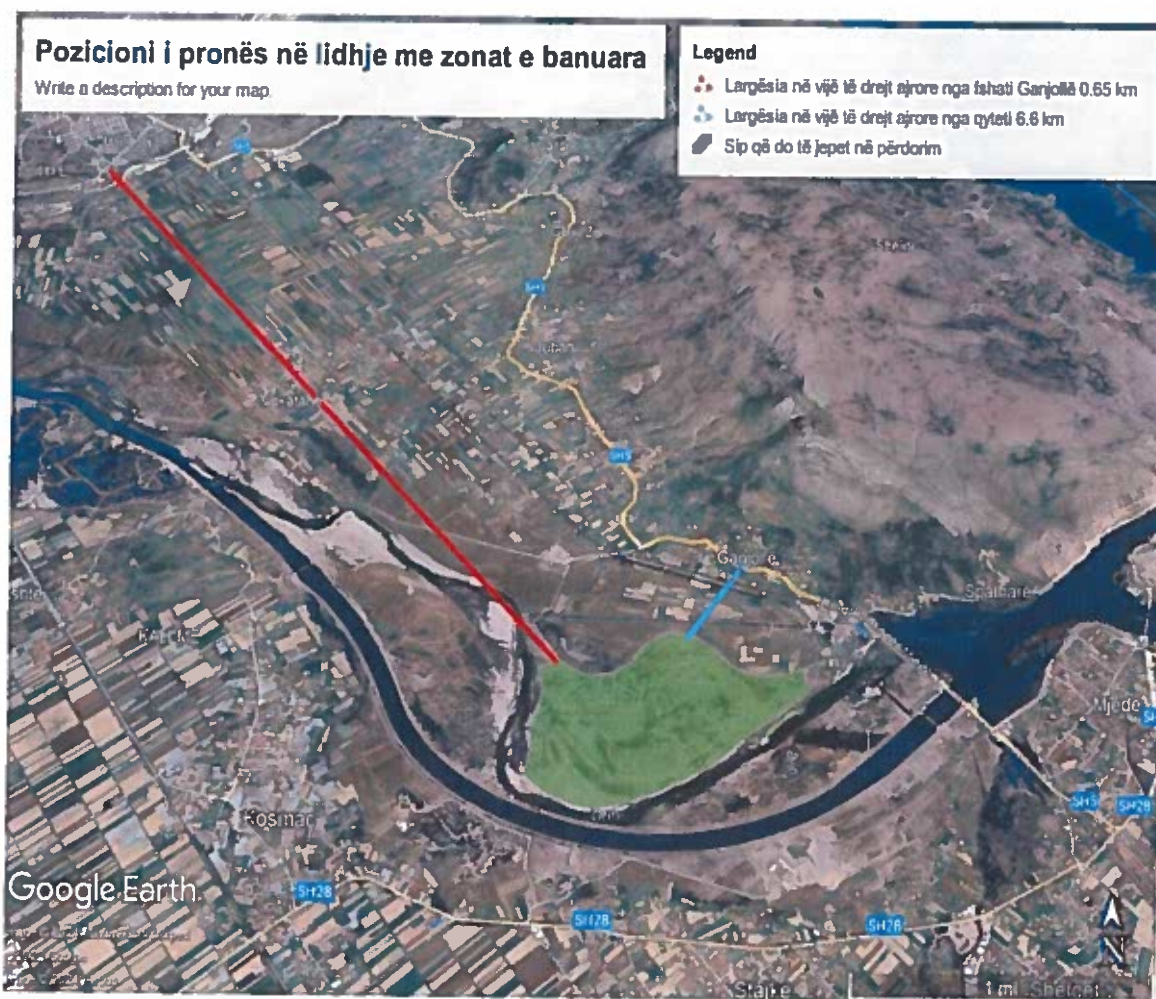 Pozicioni i pronës në lidhje me zonat e banuara
Write a description for your map.
Legend
Largësia në vijë të drejt ajrore nga fshati Ganjollë 0.65 km
Largësia në vijë të drejt ajrore nga qyteti 6.6 km
Sip që do të jepet në përdorim
SH5
SH5
Ganjolle
Spathare
Mjede
Kosmaç
SH5
SH28
Google Earth
SH28
SH28
SH28
N
Stajke
1 mi